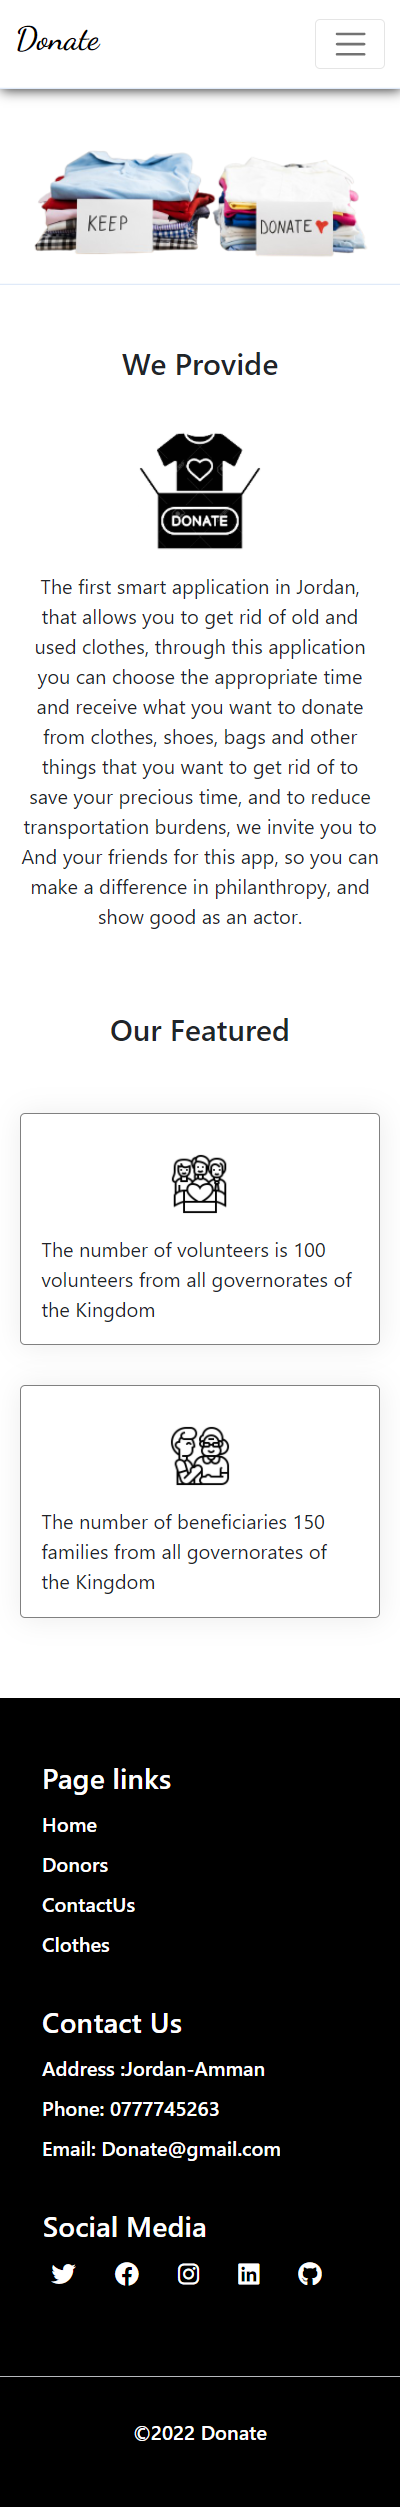 Donate
KEEP
DONATE
We Provide
DONATE
The first smart application in Jordan,
that allows you to get rid of old and
used clothes, through this application
you can choose the appropriate time
and receive what you want to donate
from clothes, shoes, bags and other
things that you want to get rid of to
save your precious time, and to reduce
transportation burdens, we invite you to
And your friends for this app, so you can
make a difference in philanthropy, and
show good as an actor.
Our Featured
The number of volunteers is 100
volunteers from all governorates of
the Kingdom
The number of beneficiaries 150
families from all governorates of
the Kingdom
Page links
Home
Donors
ContactUs
Clothes
Contact Us
Address :Jordan-Amman
Phone: 0777745263
Email: Donate@gmail.com
Social Media
©2022 Donate